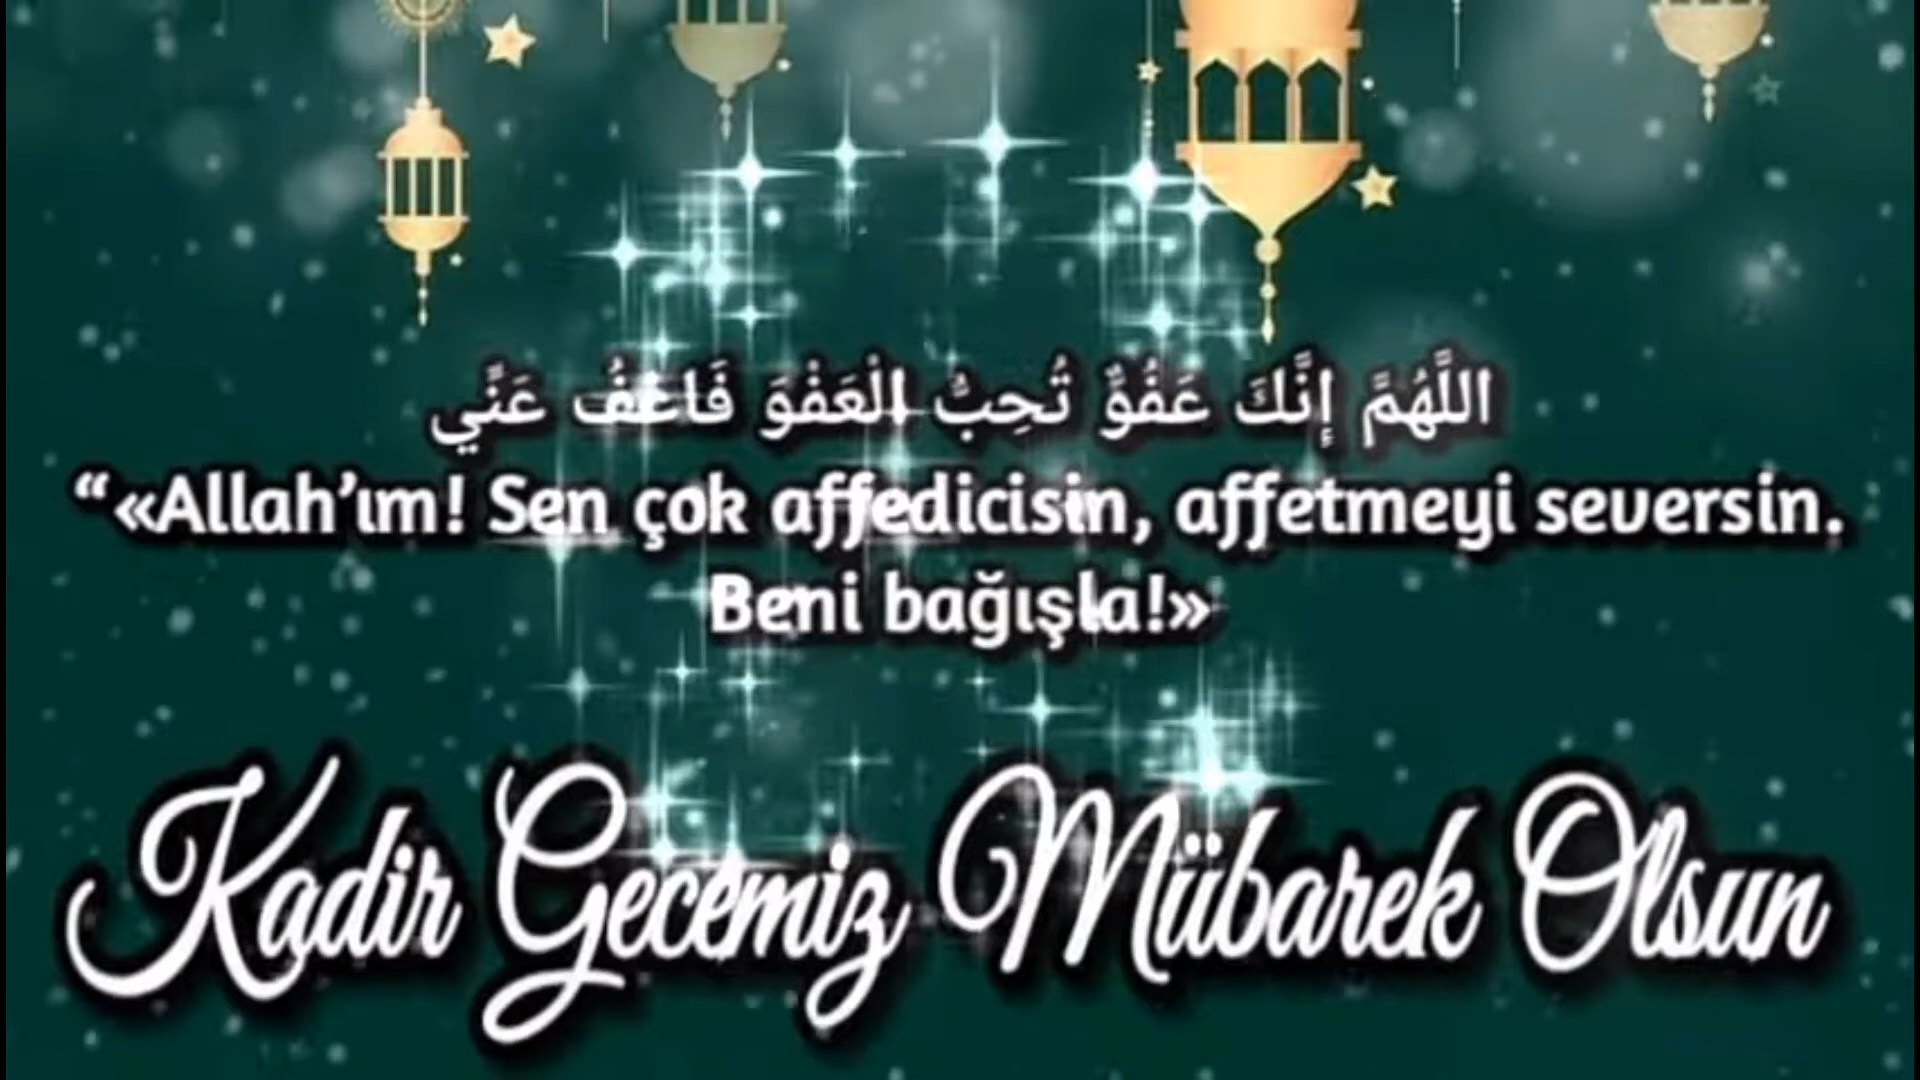 اللَّهُمَّ إِنَّكَ عَفُوٌّ تُحِبُّ الْعَفْوَ فَاعْفُ عَنِّي
“«Allah’ım! Sen çok affedicisin, affetmeyi seversin.
Beni bağışla!»
Kadir Gecemiz Mübarek Olsun